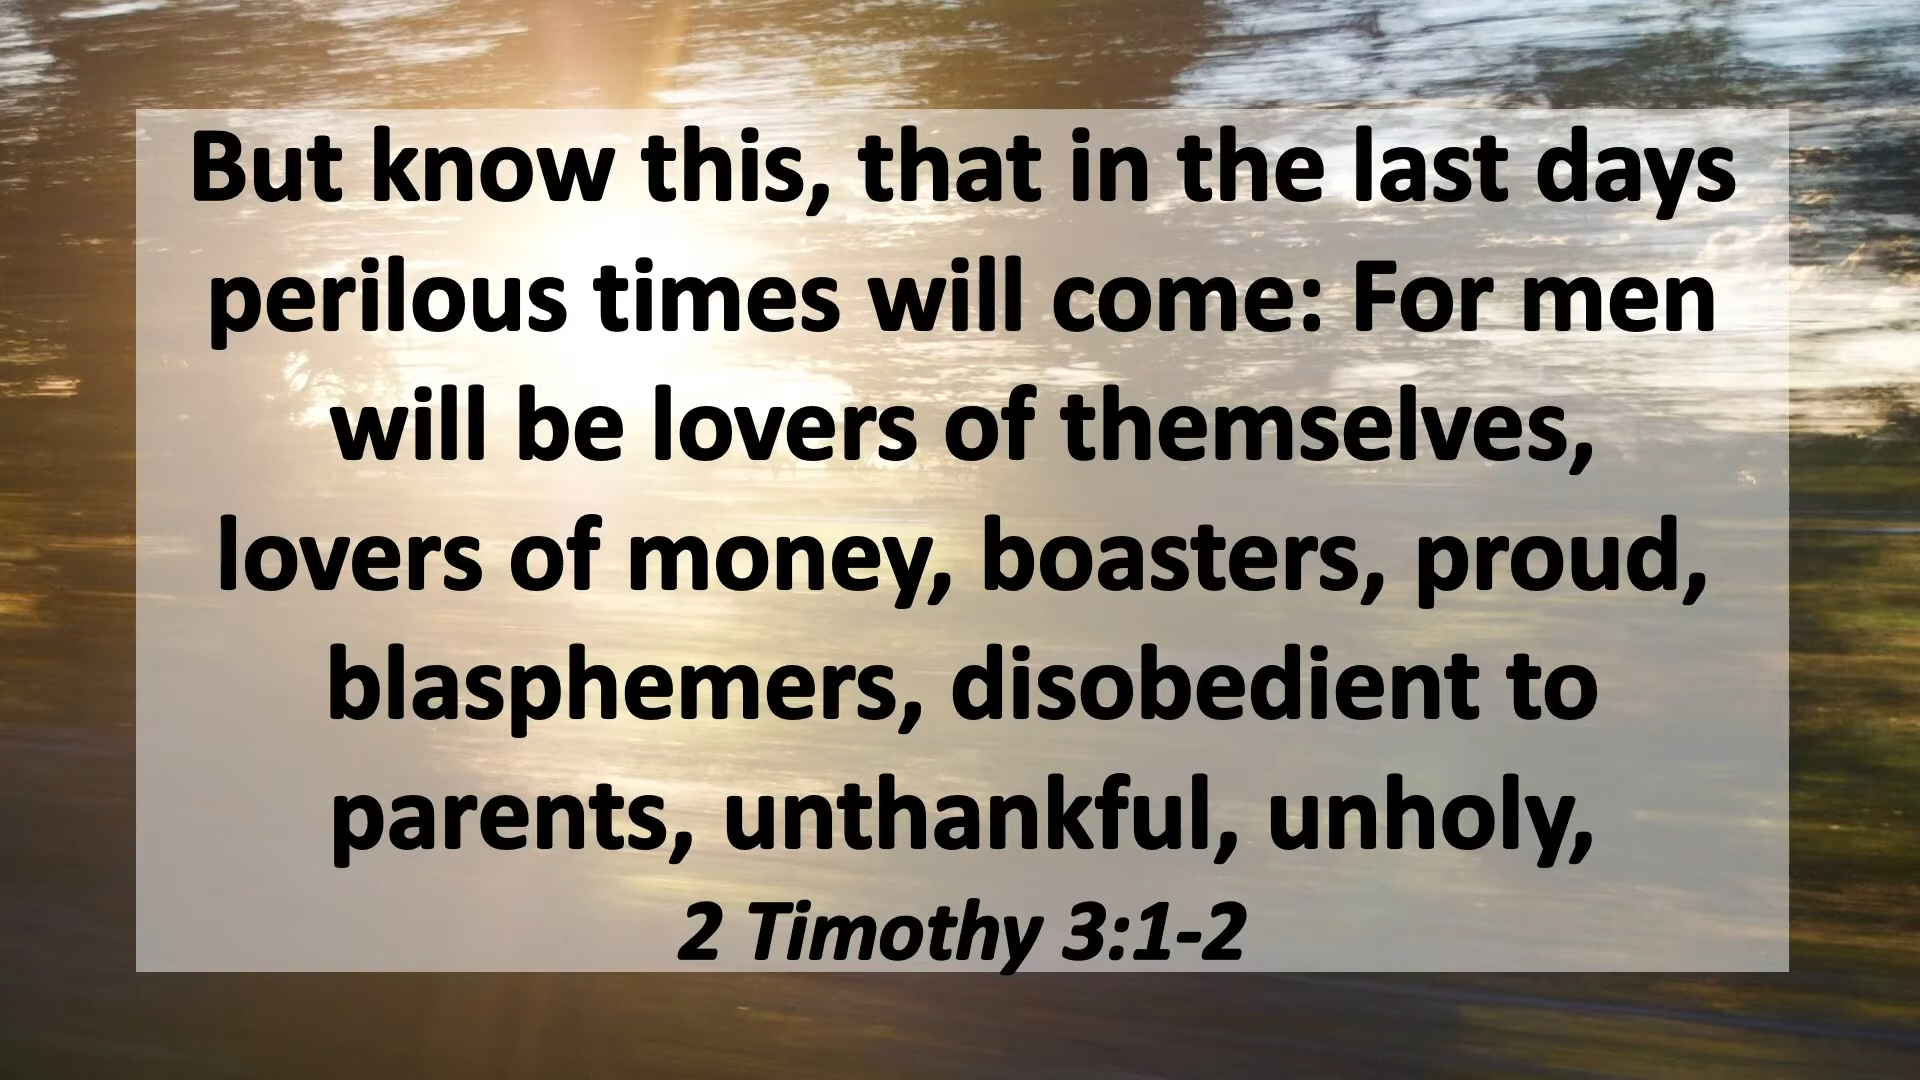 But know this, that in the last days
perilous times will come: For men
will be lovers of themselves,
lovers of money, boasters, proud,
blasphemers, disobedient to
parents, unthankful, unholy,
2 Timothy 3:1-2